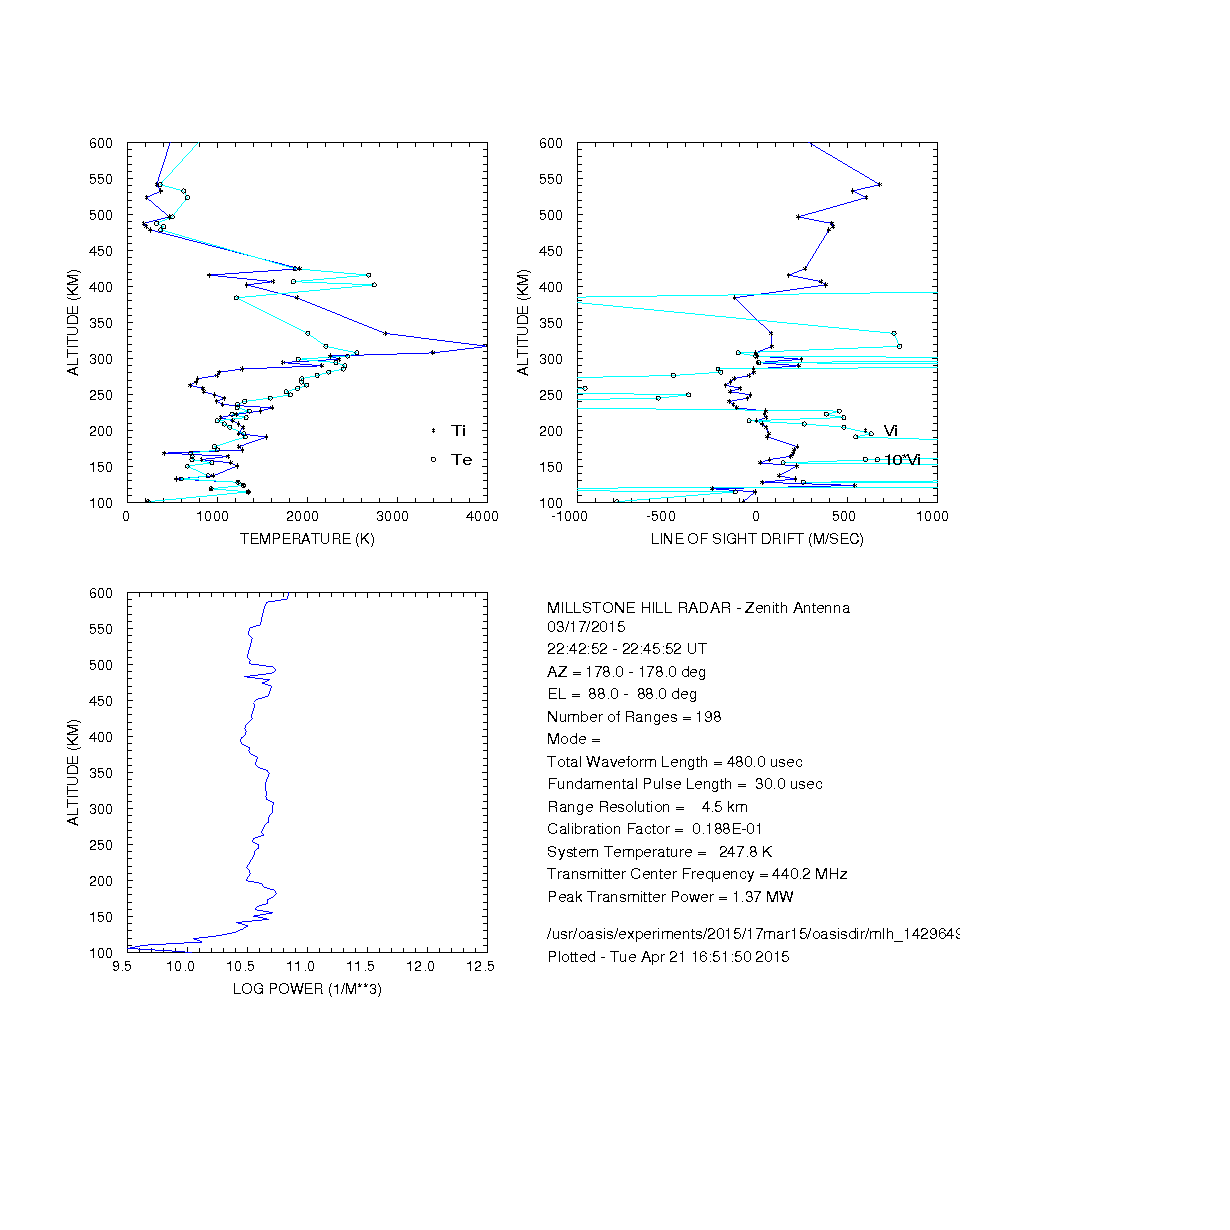 600
550
500
450
400
350
300
250
200
150
100
ALTITUDE (KM)
Ti
Te
0 1000 2000 3000 4000
TEMPERATURE (K)
600
550
500
450
400
350
300
250
200
150
100
ALTITUDE (KM)
Vi
10*Vi
-1000 -500 0 500 1000
LINE OF SIGHT DRIFT (M/SEC)
600
550
500
450
400
350
300
250
200
150
100
ALTITUDE (KM)
9.5 10.0 10.5 11.0 11.5 12.0 12.5
LOG POWER (1/M**3)
MILLSTONE HILL RADAR - Zenith Antenna
03/17/2015
22:42:52 - 22:45:52 UT
AZ = 178.0 - 178.0 deg
EL = 88.0 - 88.0 deg
Number of Ranges = 198
Mode =
Total Waveform Length = 480.0 usec
Fundamental Pulse Length = 30.0 usec
Range Resolution = 4.5 km
Calibration Factor = 0.188E-01
System Temperature = 247.8 K
Transmitter Center Frequency = 440.2 MHz
Peak Transmitter Power = 1.37 MW
/usr/oasis/experiments/2015/17mar15/oasisdir/mlh_142964
Plotted - Tue Apr 21 16:51:50 2015